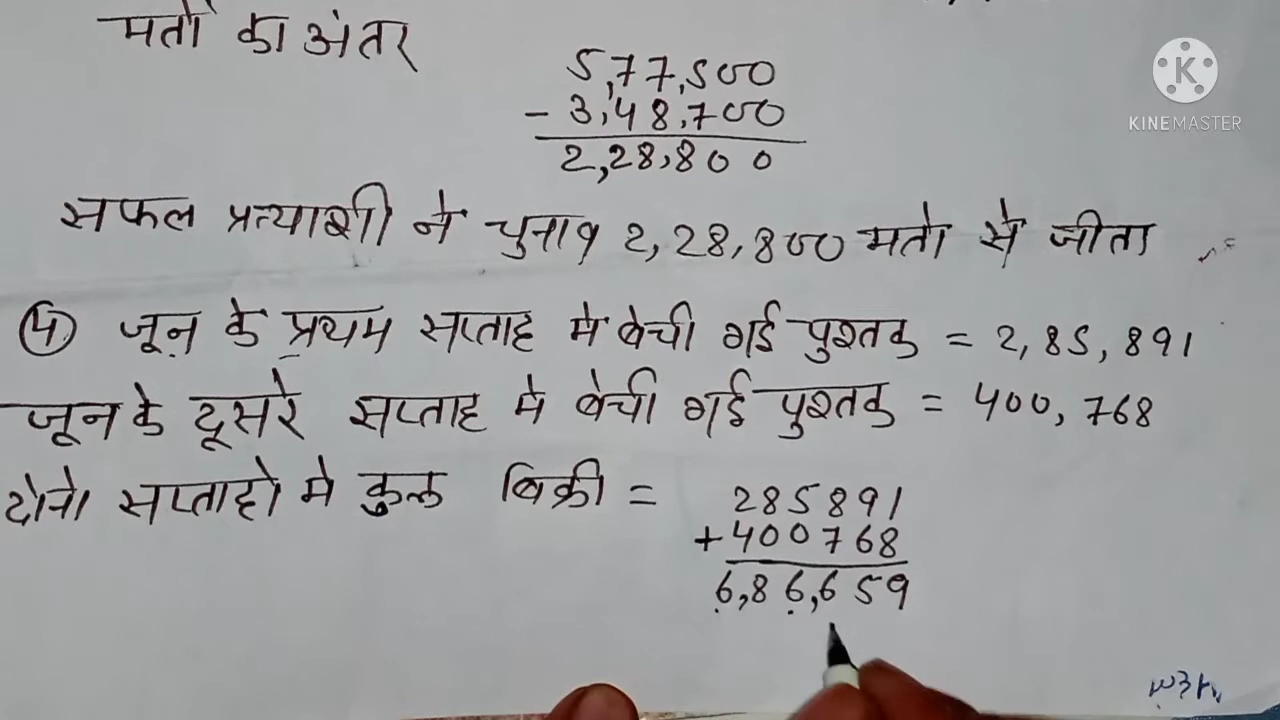 मतों का अंतर
5,77,500
- 3,48,700
2,28,800
सफल प्रत्याशी ने चुनाव 2,28,800 मतो से जीता
4 जून के प्रथम सप्ताह मे बेची गई पुश्तक = 2,85,891
जून के दूसरे सप्ताह मे बेची गई पुश्तक = 400,768
दोनो सप्ताहो मे कुल बिक्री = 285891
+400768
6,86,659
KINEMASTER